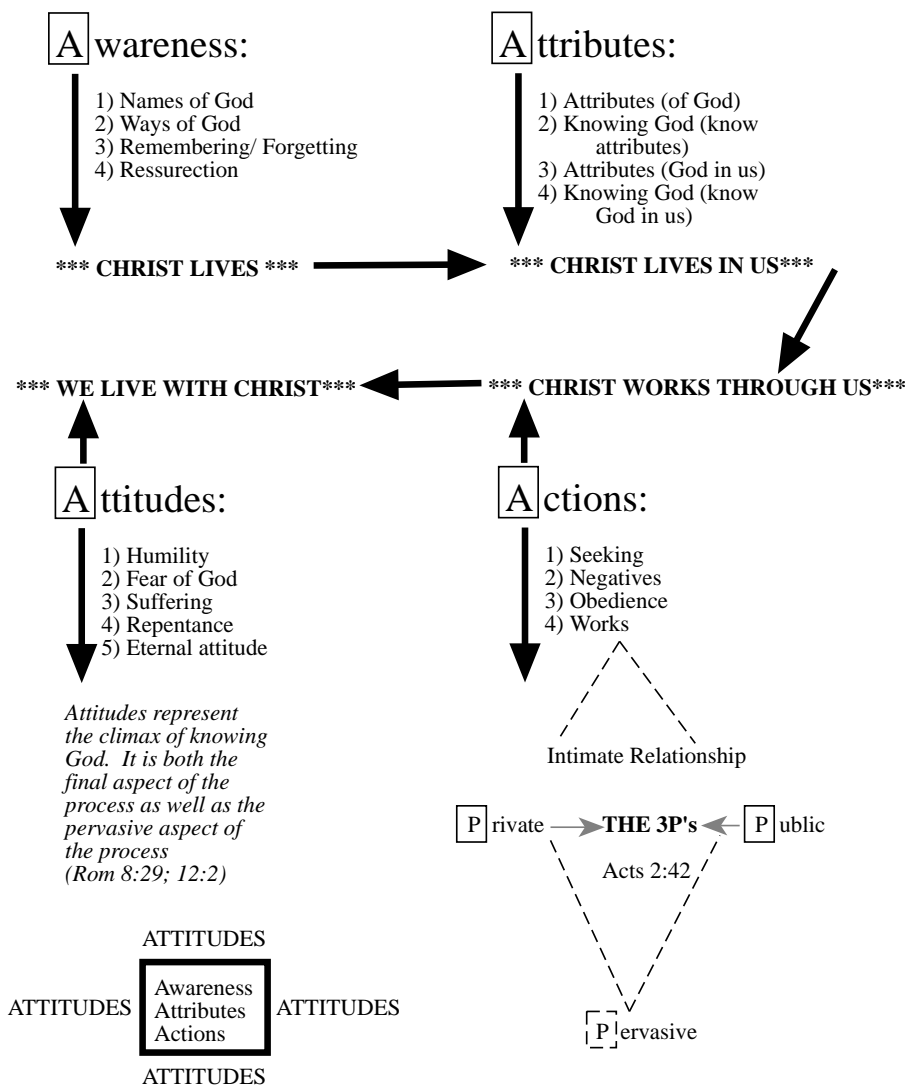 Awareness:
1) Names of God
2) Ways of God
3) Remembering/ Forgetting
4) Ressurection
*** CHRIST LIVES ***
Attributes:
1) Attributes (of God)
2) Knowing God (know
attributes)
3) Attributes (God in us)
4) Knowing God (know
God in us)
*** CHRIST LIVES IN US***
*** WE LIVE WITH CHRIST***
*** CHRIST WORKS THROUGH US***
Attitudes:
1) Humility
2) Fear of God
3) Suffering
4) Repentance
5) Eternal attitude
Attitudes represent
the climax of knowing
God. It is both the
final aspect of the
process as well as the
pervasive aspect of
the process
(Rom 8:29; 12:2)
Actions:
1) Seeking
2) Negatives
3) Obedience
4) Works
Intimate Relationship
Private
THE 3P's
Public
Acts 2:42
Pervasive
ATTITUDES
ATTITUDES
Awareness
Attributes
Actions
ATTITUDES
ATTITUDES